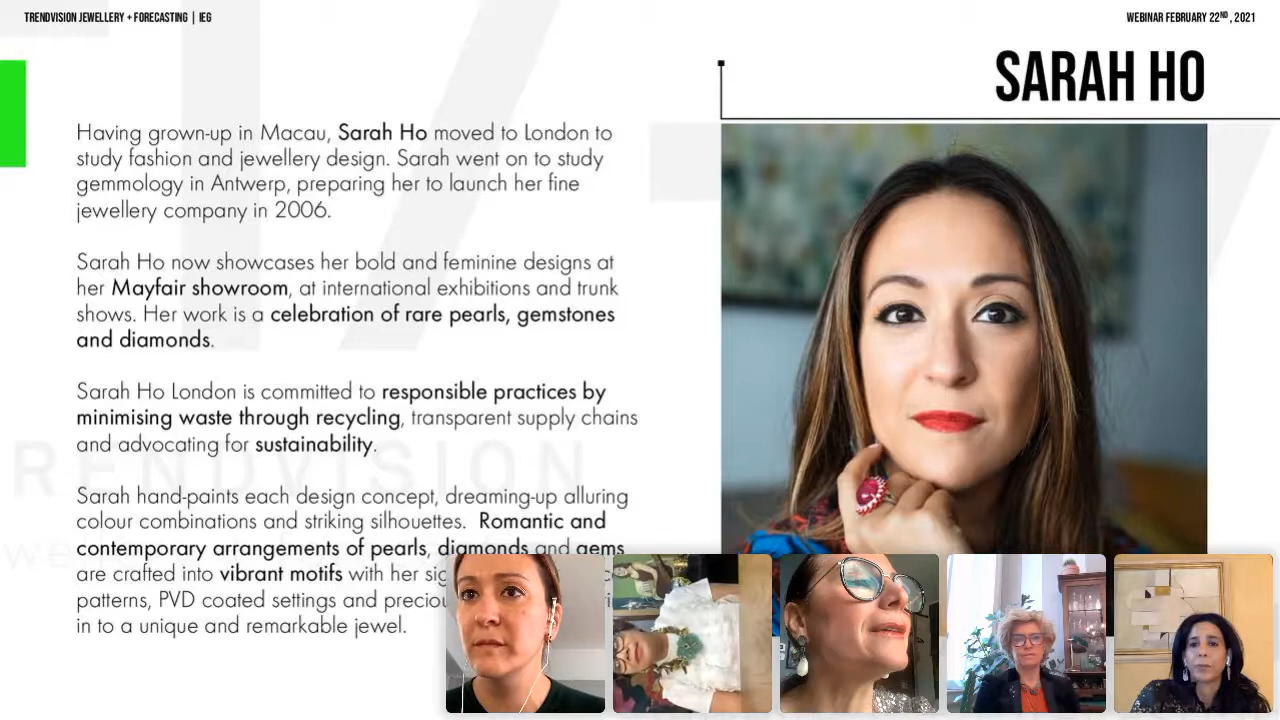 TRENDVISION JEWELLERY + FORECASTING | IEG
WEBINAR FEBRUARY 22ND, 2021
SARAH HO
Having grown-up in Macau, Sarah Ho moved to London to
study fashion and jewellery design. Sarah went on to study
gemmology in Antwerp, preparing her to launch her fine
jewellery company in 2006.
Sarah Ho now showcases her bold and feminine designs at
her Mayfair showroom, at international exhibitions and trunk
shows. Her work is a celebration of rare pearls, gemstones
and diamonds.
Sarah Ho London is committed to responsible practices by
minimising waste through recycling, transparent supply chains
and advocating for sustainability.
Sarah hand-paints each design concept, dreaming-up alluring
colour combinations and striking silhouettes. Romantic and
contemporary arrangements of pearls, diamonds and gems
are crafted into vibrant motifs with her
patterns, PVD coated settings and
in to a unique and remarkable jewel.
RENDVISION